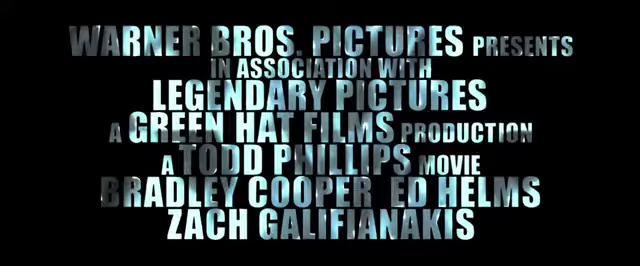 WARNER BROS. PICTURES PRESENTS
IN ASSOCIATION WITH
LEGENDARY PICTURES
A GREEN HAT FILMS PRODUCTION
A TODD PHILLIPS MOVIE
BRADLEY COOPER ED HELMS
ZACH GALIFIANAKIS